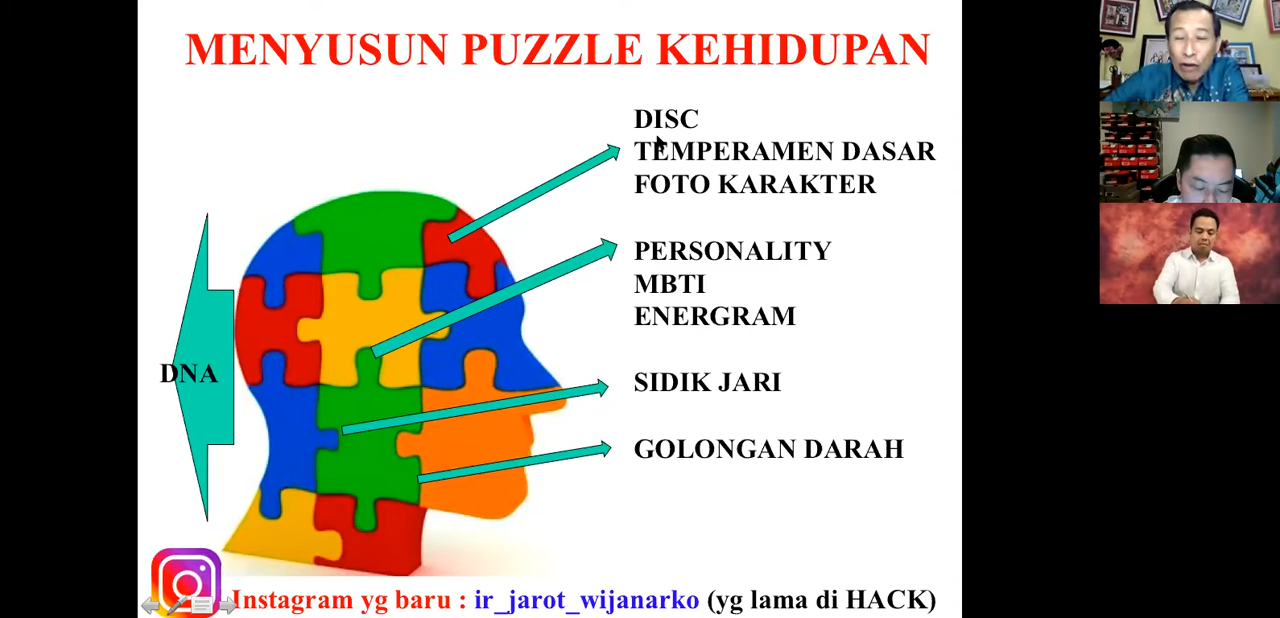 MENYUSUN PUZZLE KEHIDUPAN
DISC
TEMPERAMEN DASAR
FOTO KARAKTER
PERSONALITY
MBTI
ENERGRAM
SIDIK JARI
GOLONGAN DARAH
DNA
Instagram yg baru : ir_jarot_wijanarko (yg lama di HACK)